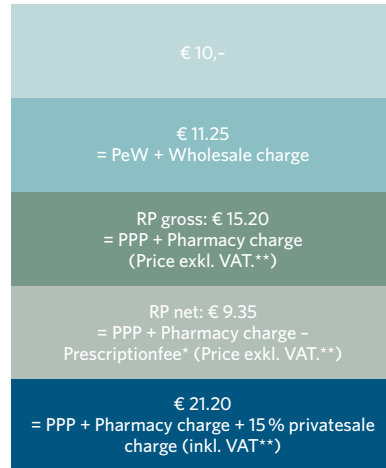 € 10,–
€ 11.25
= PeW + Wholesale charge
RP gross: € 15.20
= PPP + Pharmacy charge
(Price exkl. VAT.**)
RP net: € 9.35
= PPP + Pharmacy charge –
Prescriptionfee* (Price exkl. VAT.**)
€ 21.20
= PPP + Pharmacy charge + 15 % privatesale
charge (inkl. VAT**)